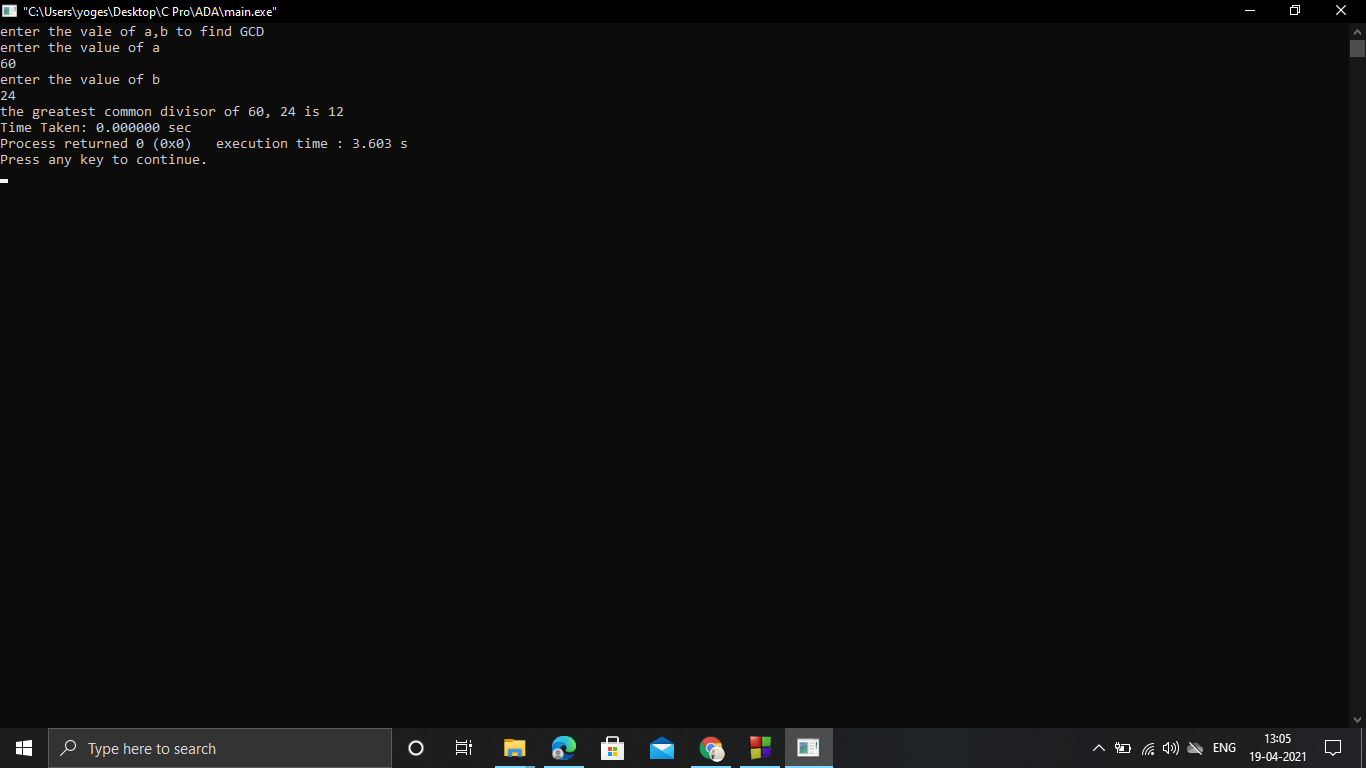 "C:\Users\yoges\Desktop\C Pro\ADA\main.exe"
enter the vale of a,b to find GCD
enter the value of a
60
enter the value of b
24
the greatest common divisor of 60, 24 is 12
Time Taken: 0.000000 sec
Process returned 0 (0x0)   execution time : 3.603 s
Press any key to continue.
Type here to search
ENG
13:05
19-04-2021